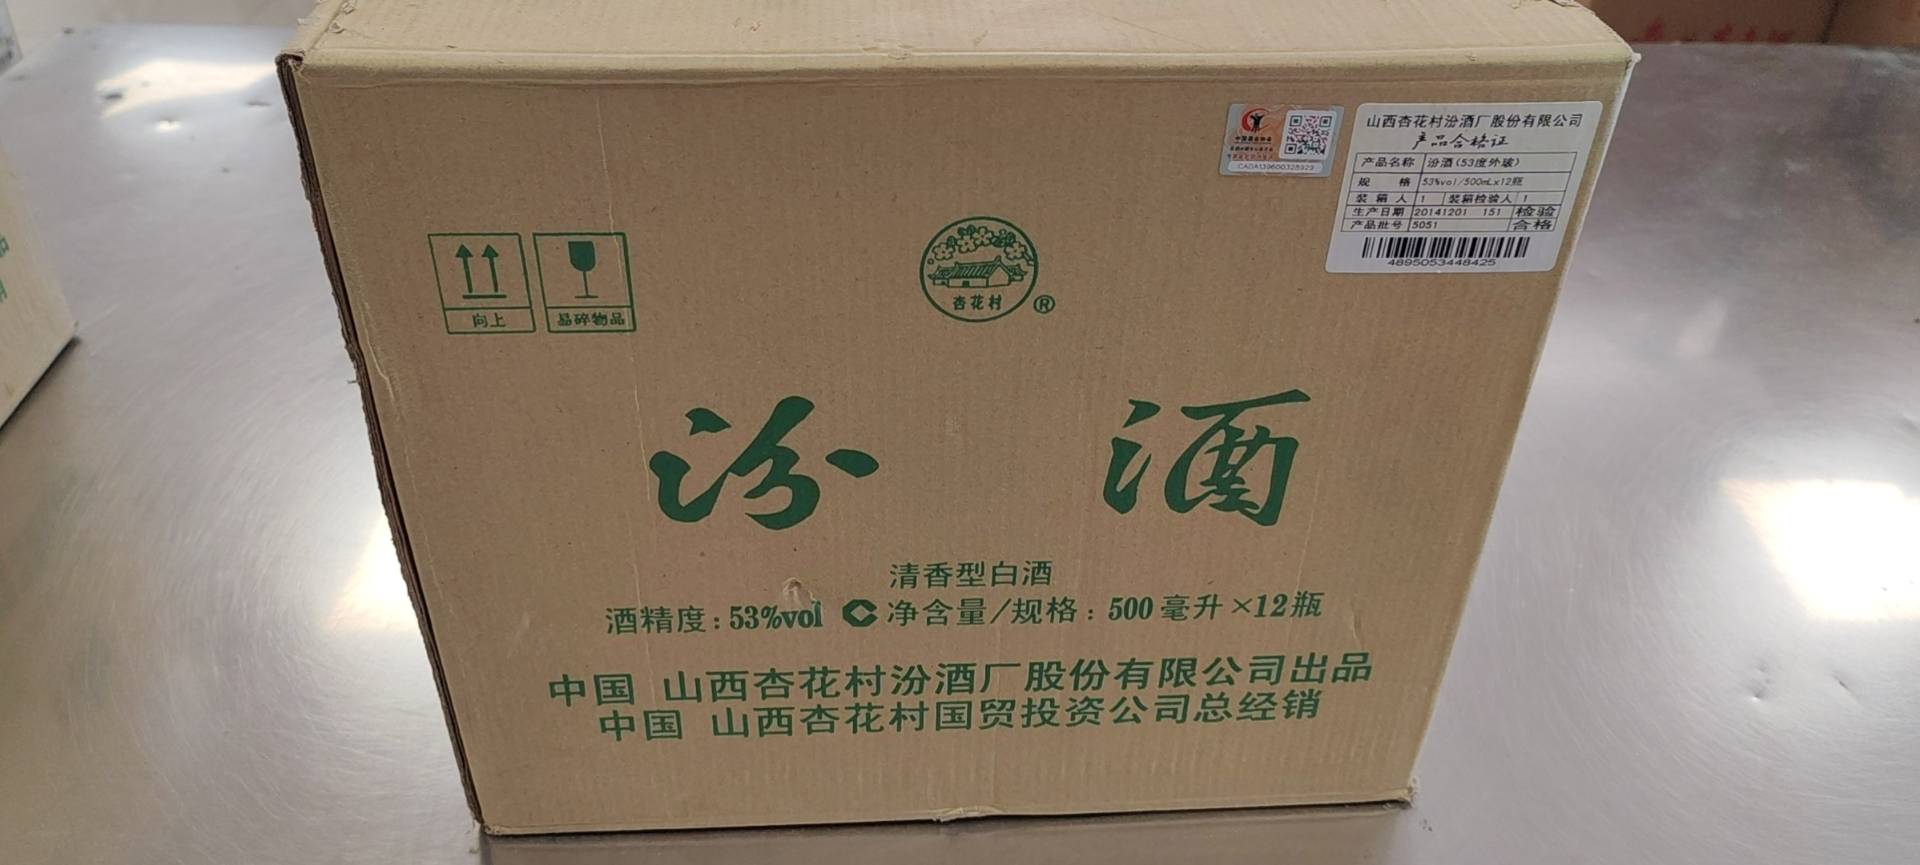 山西杏花村汾酒厂股份有限公司
产品合格证
产品名称 汾酒(53度外玻)
规格 53%vol/500mLx12瓶
装箱人 1 装箱检验人 1
生产日期 20141201 151 检验
产品批号 5051 合格
4895053448425
向上
易碎物品
杏花村
®
汾酒
清香型白酒
酒精度:53%vol 净含量/规格:500毫升×12瓶
中国 山西杏花村汾酒厂股份有限公司出品
中国 山西杏花村国贸投资公司总经销